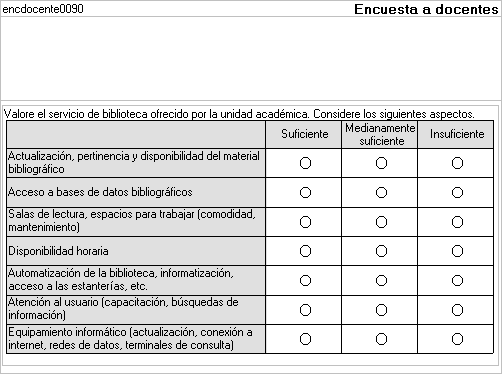 encdocente0090
Encuesta a docentes
Valore el servicio de biblioteca ofrecido por la unidad académica. Considere los siguientes aspectos.
Suficiente
Medianamente
suficiente
Insuficiente
Actualización, pertinencia y disponibilidad del material
bibliográfico
Acceso a bases de datos bibliográficos
Salas de lectura, espacios para trabajar (comodidad,
mantenimiento)
Disponibilidad horaria
Automatización de la biblioteca, informatización,
acceso a las estanterías, etc.
Atención al usuario (capacitación, búsquedas de
información)
Equipamiento informático (actualización, conexión a
internet, redes de datos, terminales de consulta)